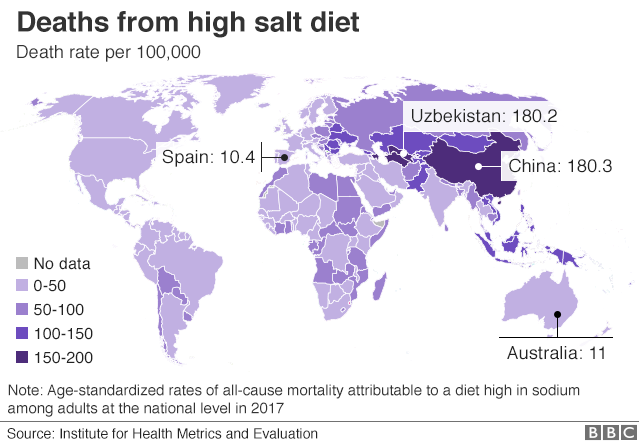 Deaths from high salt diet
Death rate per 100,000
Uzbekistan: 180.2
Spain: 10.4
China: 180.3
No data
0-50
50-100
100-150
150-200
Australia: 11
Note: Age-standardized rates of all-cause mortality attributable to a diet high in sodium
among adults at the national level in 2017
Source: Institute for Health Metrics and Evaluation
BBC